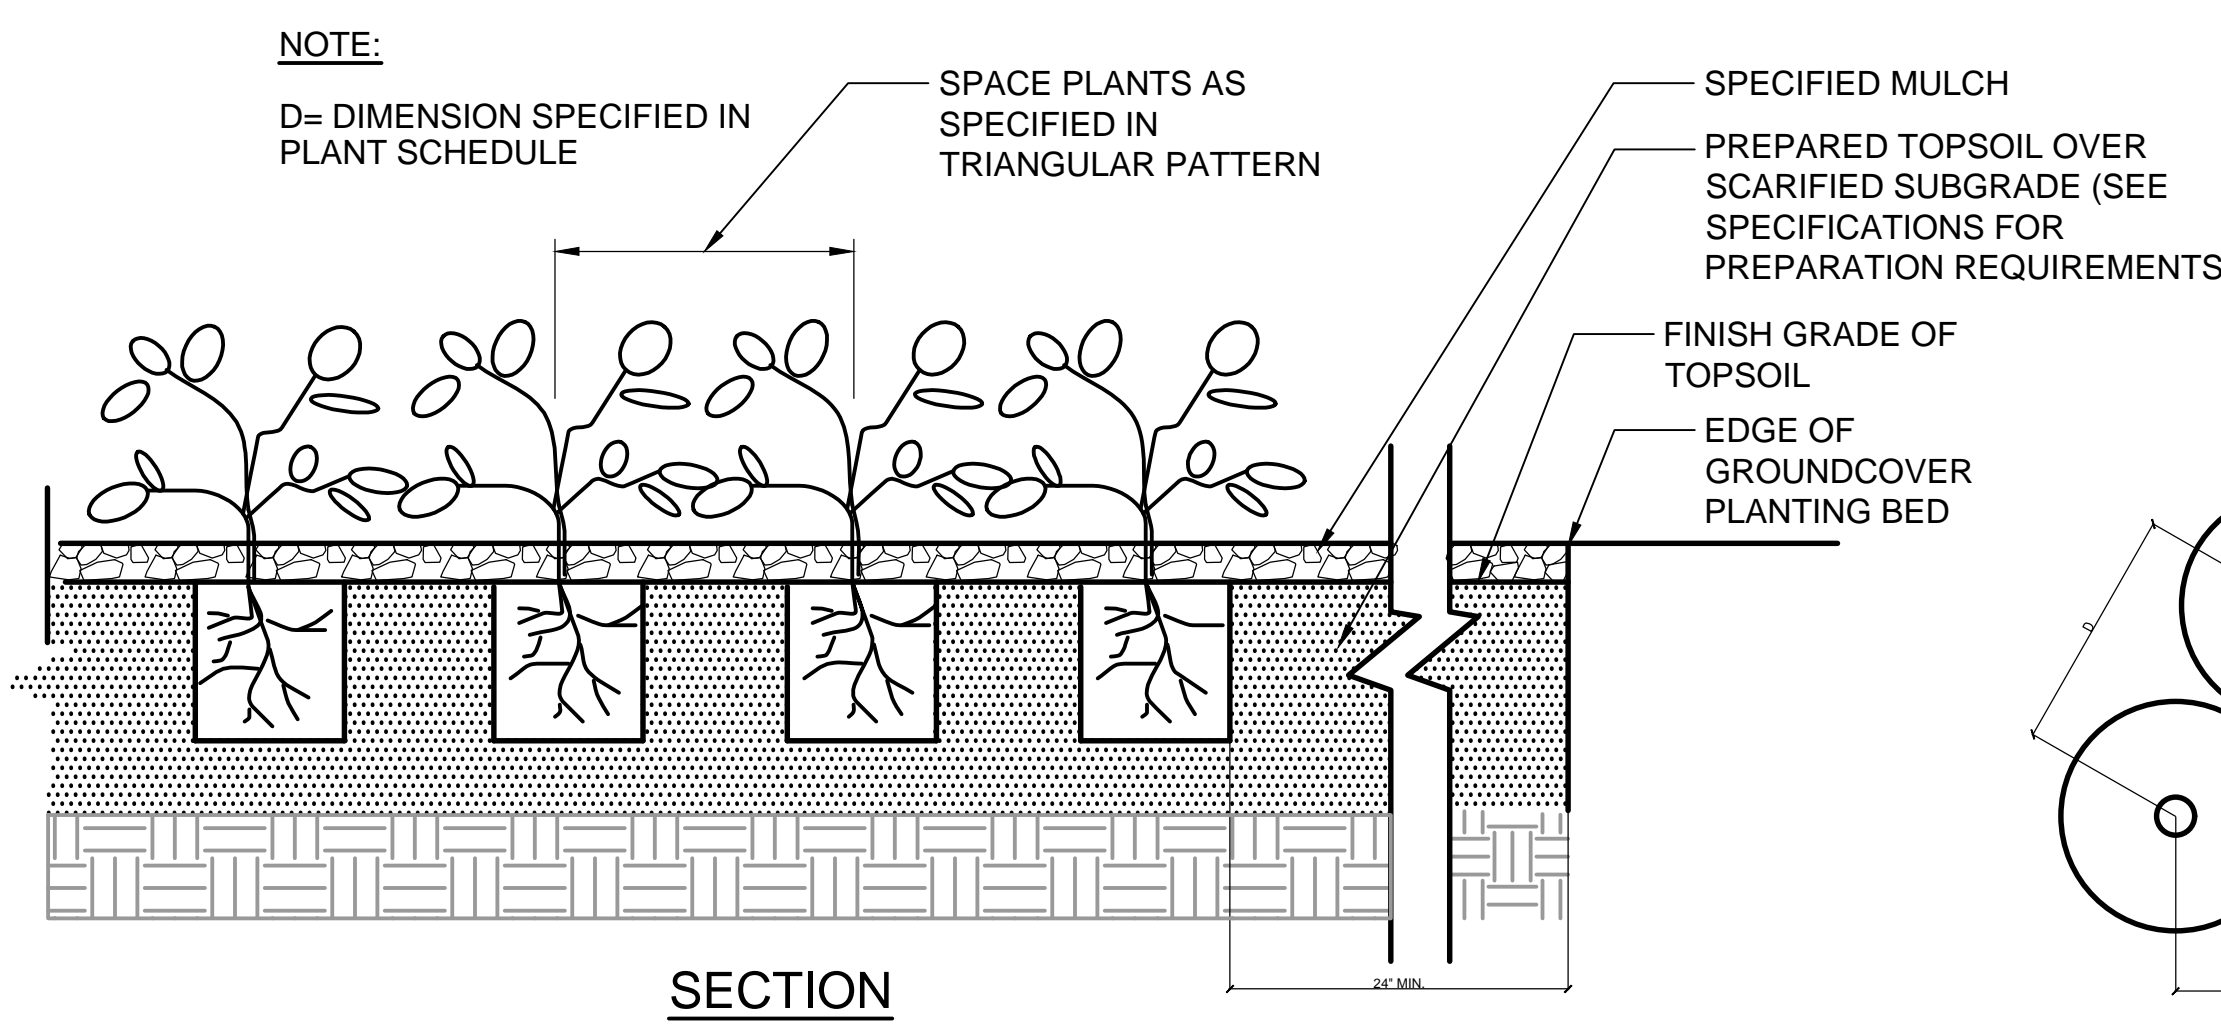 NOTE:
D= DIMENSION SPECIFIED IN
PLANT SCHEDULE
SPACE PLANTS AS
SPECIFIED IN
TRIANGULAR PATTERN
SPECIFIED MULCH
PREPARED TOPSOIL OVER
SCARIFIED SUBGRADE (SEE
SPECIFICATIONS FOR
PREPARATION REQUIREMENTS
FINISH GRADE OF
TOPSOIL
EDGE OF
GROUNDCOVER
PLANTING BED
D
24" MIN.
SECTION